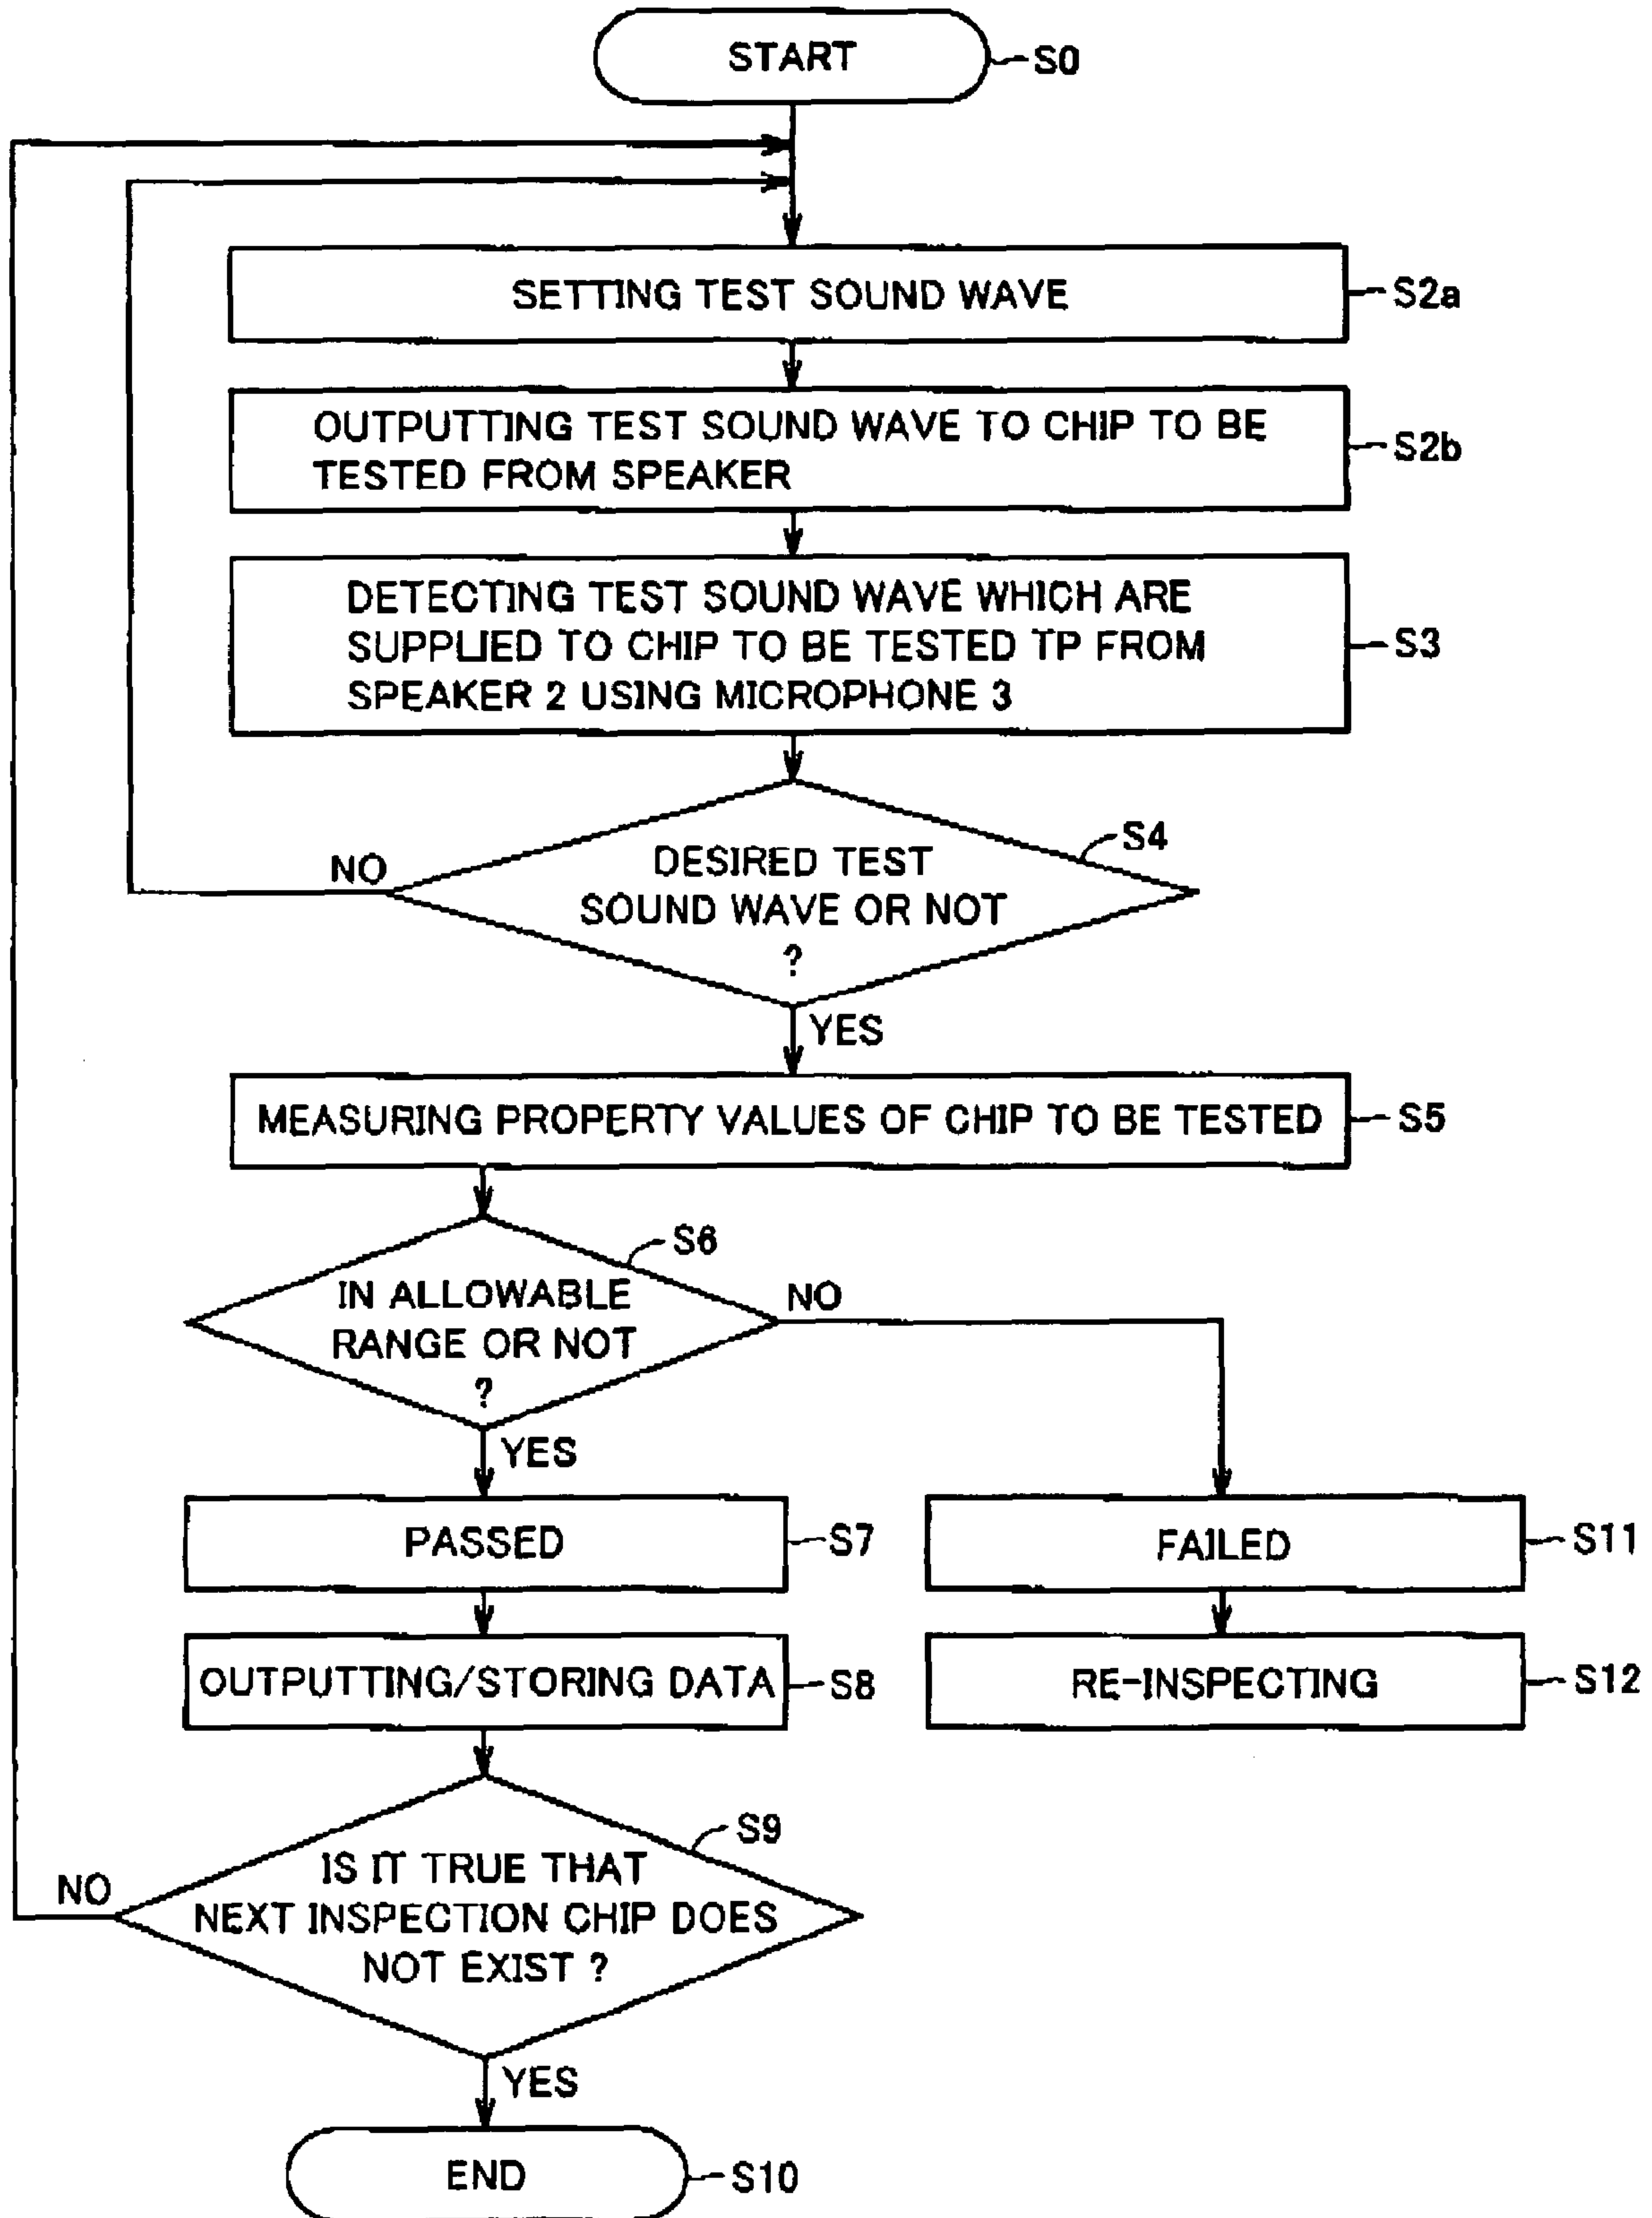 START
S0
SETTING TEST SOUND WAVE
S2a
OUTPUTTING TEST SOUND WAVE TO CHIP TO BE
TESTED FROM SPEAKER
S2b
DETECTING TEST SOUND WAVE WHICH ARE
SUPPLIED TO CHIP TO BE TESTED TP FROM
SPEAKER 2 USING MICROPHONE 3
S3
S4
DESIRED TEST
SOUND WAVE OR NOT
?
NO
YES
MEASURING PROPERTY VALUES OF CHIP TO BE TESTED
S5
S6
IN ALLOWABLE
RANGE OR NOT
?
NO
YES
PASSED
S7
FAILED
S11
OUTPUTTING/STORING DATA
S8
RE-INSPECTING
S12
S9
IS IT TRUE THAT
NEXT INSPECTION CHIP DOES
NOT EXIST ?
NO
YES
END
S10